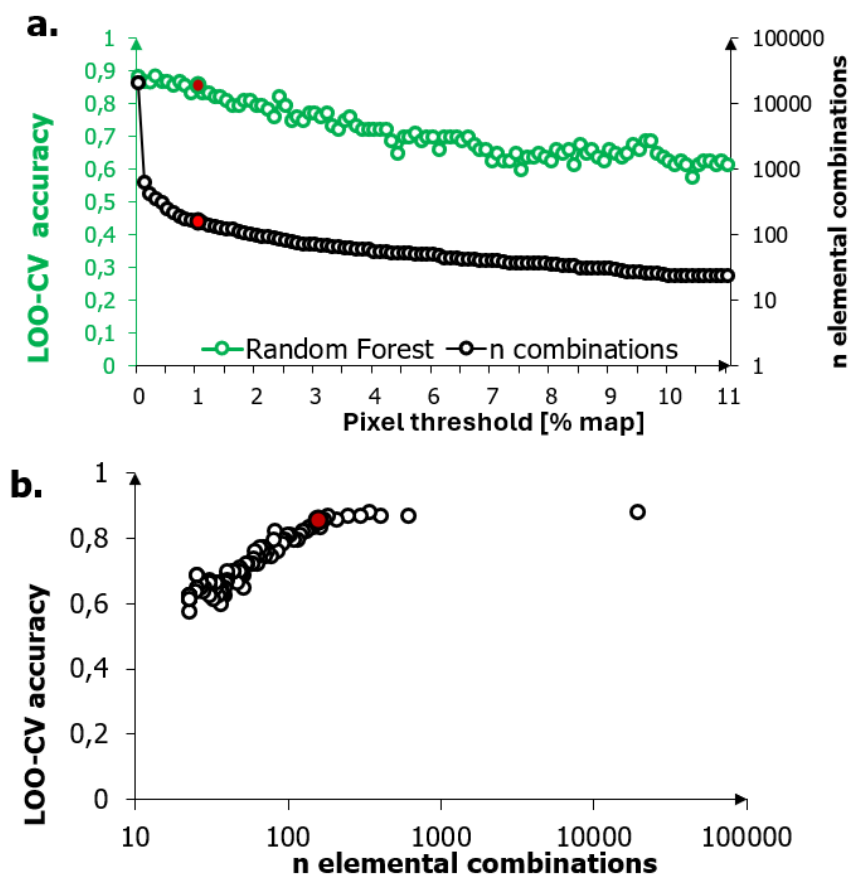 a.
1
0,9
0,8
0,7
0,6
0,5
0,4
0,3
0,2
0,1
0
LOO-CV accuracy
100000
10000
1000
100
10
1
n elemental combinations
Random Forest
n combinations
0 1 2 3 4 5 6 7 8 9 10 11
Pixel threshold [% map]
b.
1
0,8
0,6
0,4
0,2
0
LOO-CV accuracy
10 100 1000 10000 100000
n elemental combinations